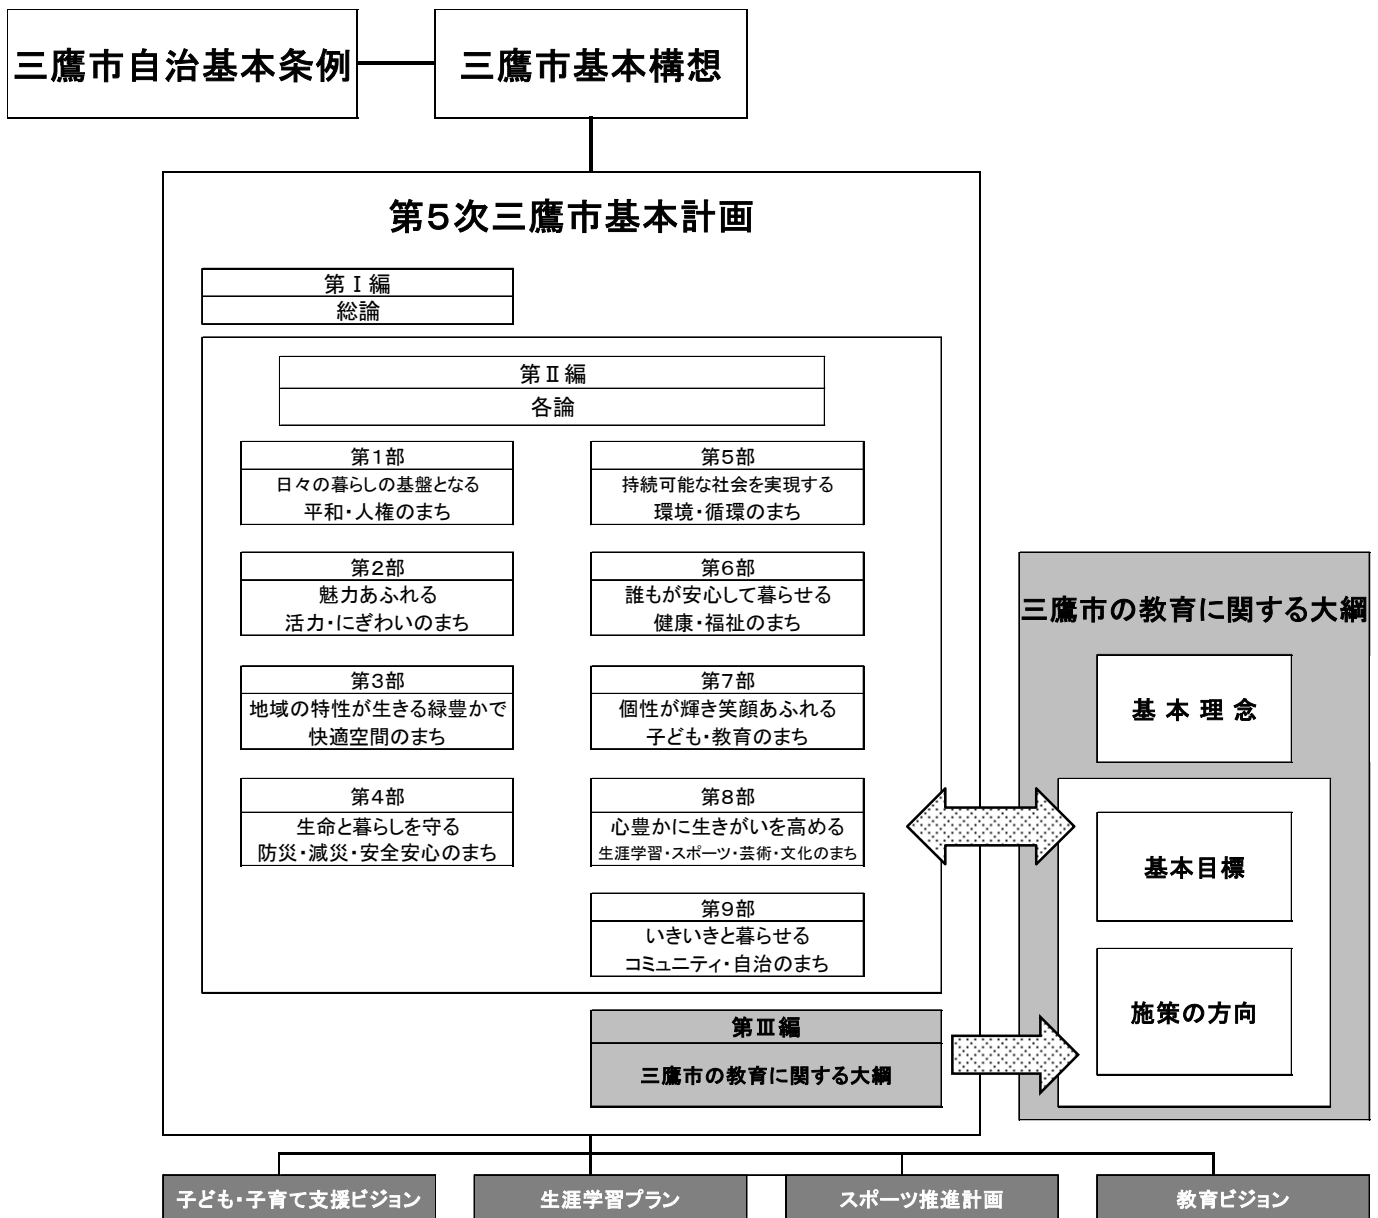 三鷹市自治基本条例
三鷹市基本構想
第5次三鷹市基本計画
第Ⅰ編
総論
第Ⅱ編
各論
第1部
日々の暮らしの基盤となる
平和・人権のまち
第2部
魅力あふれる
活力・にぎわいのまち
第3部
地域の特性が生きる緑豊かで
快適空間のまち
第4部
生命と暮らしを守る
防災・減災・安全安心のまち
第5部
持続可能な社会を実現する
環境・循環のまち
第6部
誰もが安心して暮らせる
健康・福祉のまち
第7部
個性が輝き笑顔あふれる
子ども・教育のまち
第8部
心豊かに生きがいを高める
生涯学習・スポーツ・芸術・文化のまち
第9部
いきいきと暮らせる
コミュニティ・自治のまち
第Ⅲ編
三鷹市の教育に関する大綱
三鷹市の教育に関する大綱
基本理念
基本目標
施策の方向
子ども・子育て支援ビジョン
生涯学習プラン
スポーツ推進計画
教育ビジョン